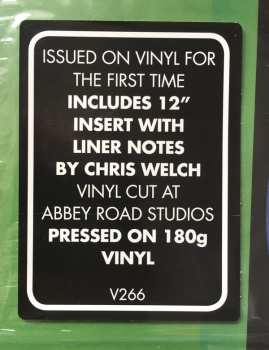 ISSUED ON VINYL FOR
THE FIRST TIME
INCLUDES 12”
INSERT WITH
LINER NOTES
BY CHRIS WELCH
VINYL CUT AT
ABBEY ROAD STUDIOS
PRESSED ON 180g
VINYL
V266